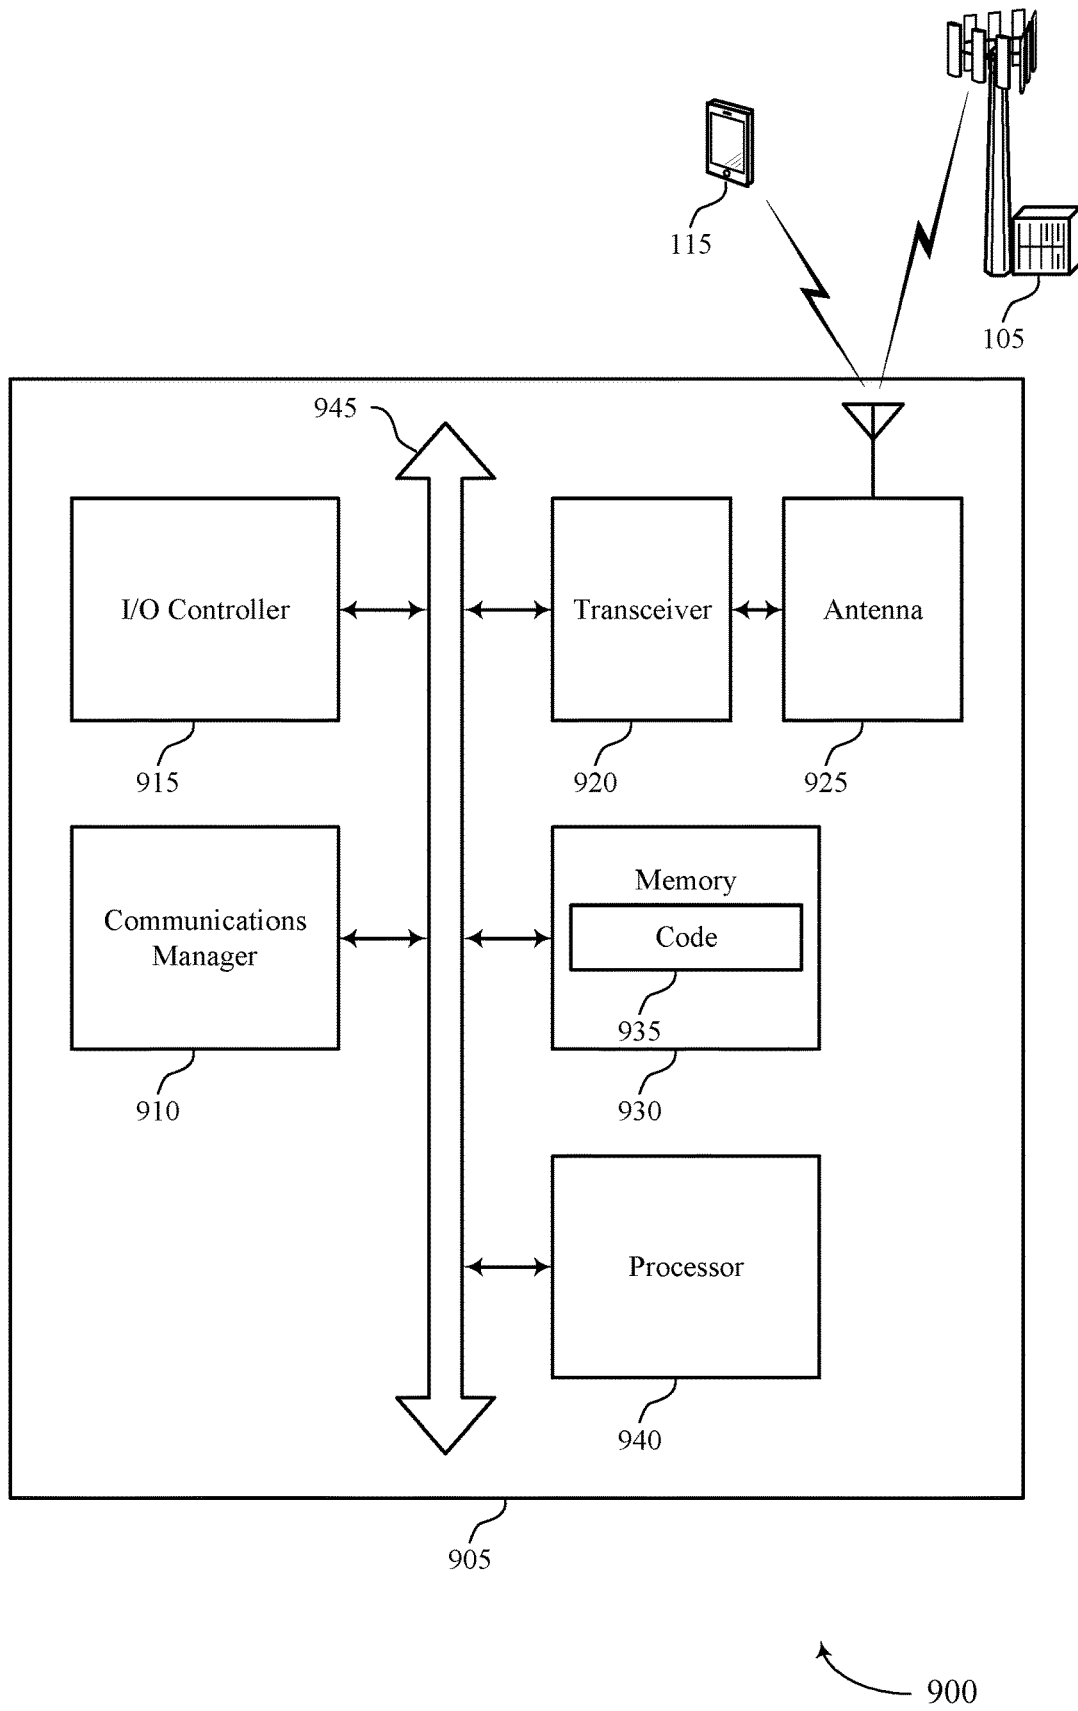 115
105
945
I/O Controller
Transceiver
Antenna
915
920
925
Communications
Manager
Memory
Code
935
910
930
Processor
940
905
900